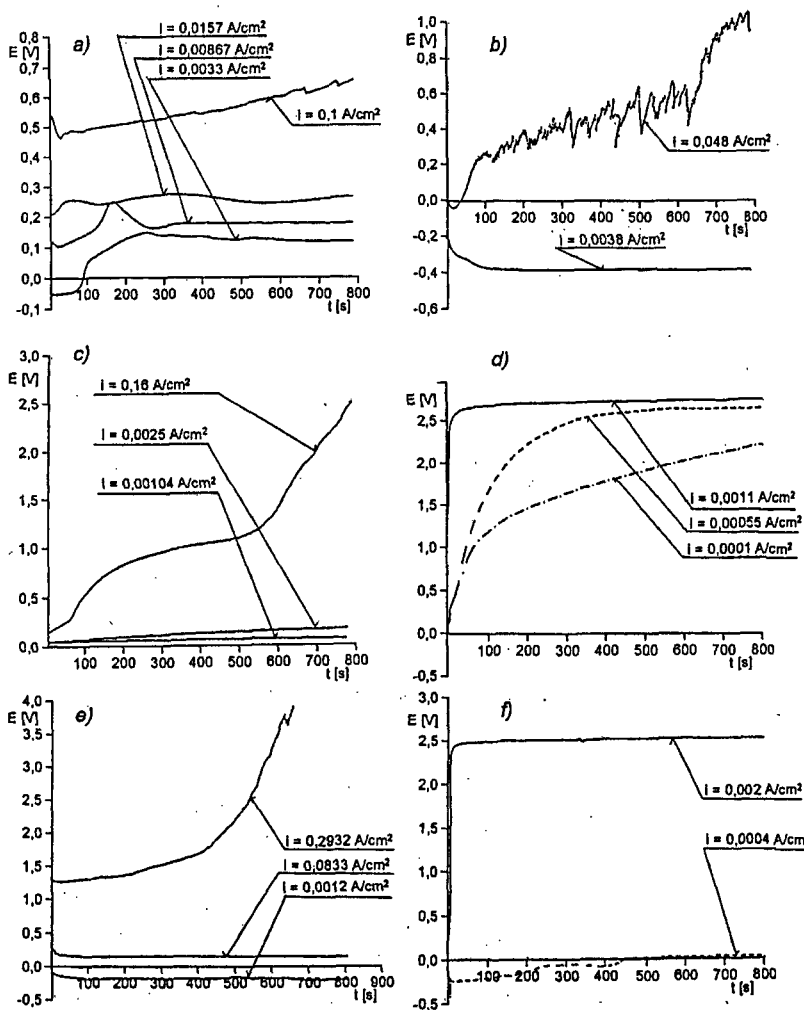 a)
E [V]
0,8
0,7
0,6
0,5
0,4
0,3
0,2
0,1
0,0
-0,1
I = 0,0157 A/cm²
I = 0,00867 A/cm²
I = 0,0033 A/cm²
I = 0,1 A/cm²
100 200 300 400 500 600 700 800
t [s]
b)
E [V]
1,0
0,8
0,6
0,4
0,2
0,0
-0,2
-0,4
-0,6
I = 0,048 A/cm²
I = 0,0038 A/cm²
100 200 300 400 500 600 700 800
t [s]
c)
E [V]
3,0
2,5
2,0
1,5
1,0
0,5
0,0
I = 0,16 A/cm²
I = 0,0025 A/cm²
I = 0,00104 A/cm²
100 200 300 400 500 600 700 800
t [s]
d)
E [V]
2,5
2,0
1,5
1,0
0,5
0,0
-0,5
I = 0,0011 A/cm²
I = 0,00055 A/cm²
I = 0,0001 A/cm²
100 200 300 400 500 600 700 800
t [s]
e)
E [V]
4,0
3,5
3,0
2,5
2,0
1,5
1,0
0,5
0,0
-0,5
I = 0,2932 A/cm²
I = 0,0833 A/cm²
I = 0,0012 A/cm²
100 200 300 400 500 600 700 800 900
t [s]
f)
E [V]
3,0
2,5
2,0
1,5
1,0
0,5
0,0
-0,5
I = 0,002 A/cm²
I = 0,0004 A/cm
100 200 300 400 500 600 700 800
t [s]